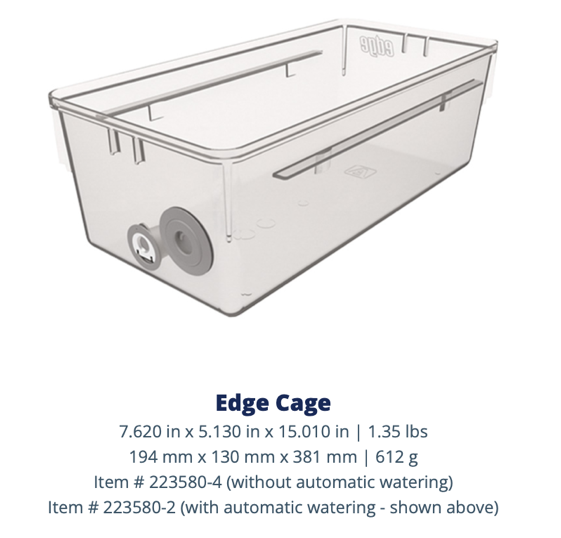 edge
Edge Cage
7.620 in x 5.130 in x 15.010 in | 1.35 lbs
194 mm x 130 mm x 381 mm | 612 g
Item # 223580-4 (without automatic watering)
Item # 223580-2 (with automatic watering - shown above)